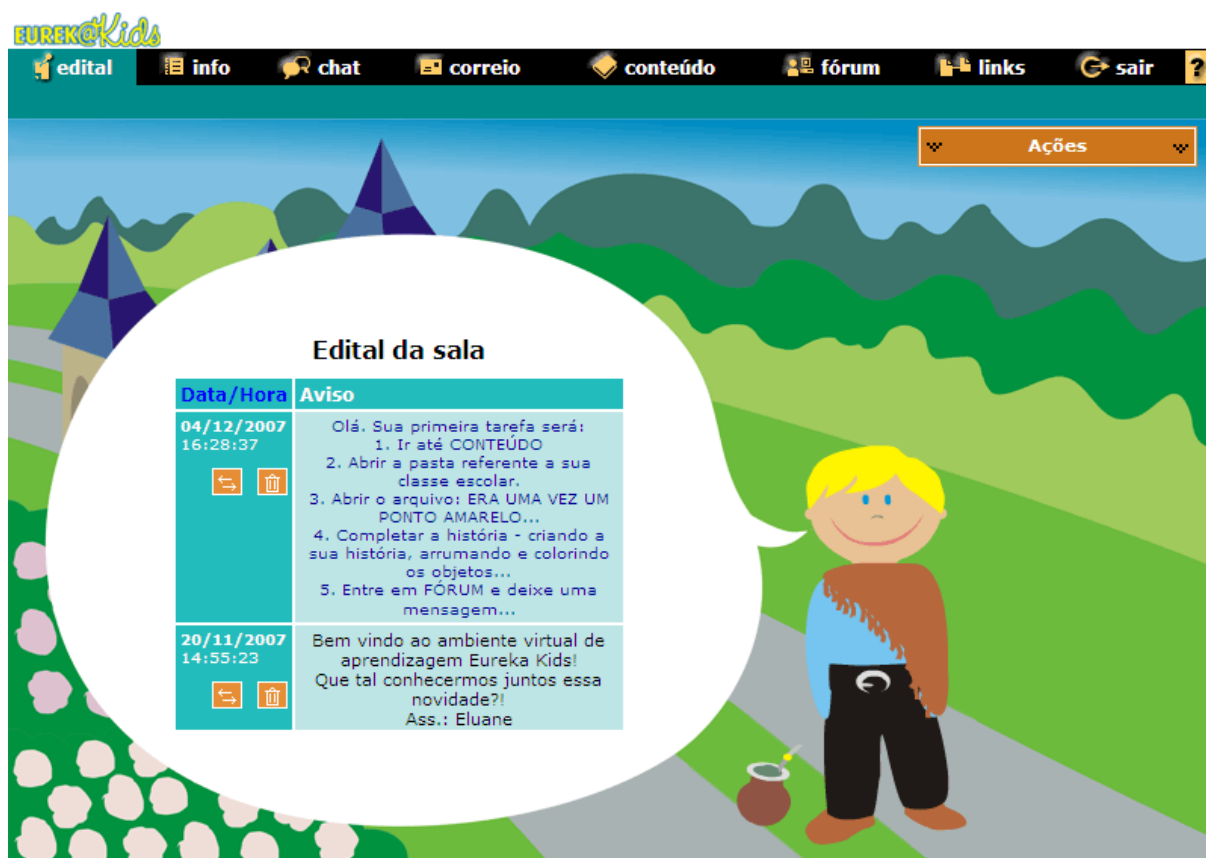 EUREK@Kids
edital info chat correio conteúdo fórum links sair ?
Ações
Edital da sala
Data/Hora Aviso
04/12/2007
16:28:37
Olá. Sua primeira tarefa será:
1. Ir até CONTEÚDO
2. Abrir a pasta referente a sua
classe escolar.
3. Abrir o arquivo: ERA UMA VEZ UM
PONTO AMARELO...
4. Completar a história - criando a
sua história, arrumando e colorindo
os objetos...
5. Entre em FÓRUM e deixe uma
mensagem...
20/11/2007
14:55:23
Bem vindo ao ambiente virtual de
aprendizagem Eureka Kids!
Que tal conhecermos juntos essa
novidade?!
Ass.: Eluane